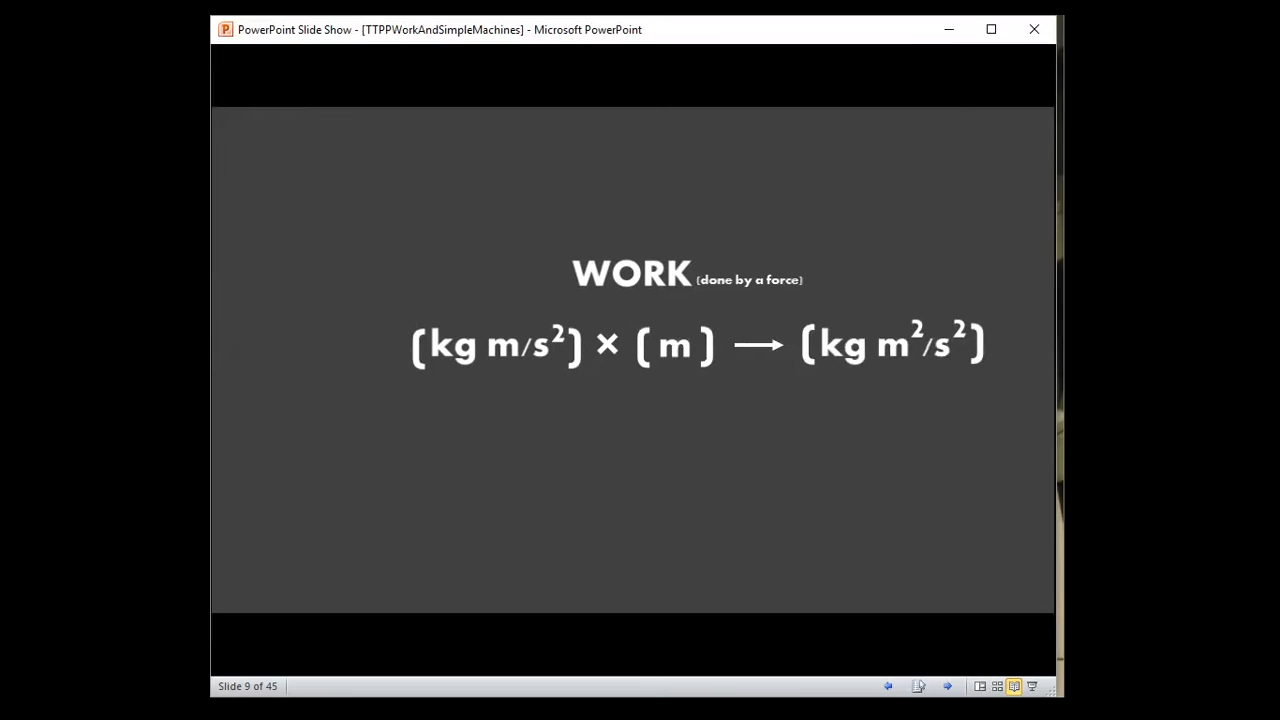 PowerPoint Slide Show - [TTPPWorkAndSimpleMachines] - Microsoft PowerPoint
WORK (done by a force)
(kg m/s²) × (m) ⟶ (kg m²/s²)
Slide 9 of 45